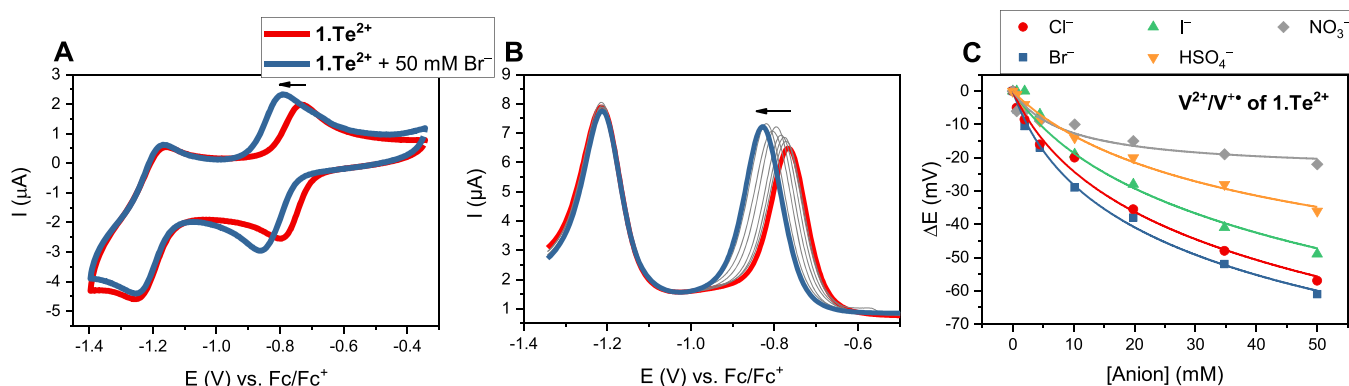 A
1.Te²⁺
1.Te²⁺ + 50 mM Br⁻
5
4
3
2
1
0
-1
-2
-3
-4
-5
I (μA)
-1.4 -1.2 -1.0 -0.8 -0.6 -0.4
E (V) vs. Fc/Fc⁺
B
9
8
7
6
5
4
3
2
1
I (μA)
-1.4 -1.2 -1.0 -0.8 -0.6
E (V) vs. Fc/Fc⁺
C
Cl⁻ I⁻ NO₃⁻
Br⁻ HSO₄⁻
V²⁺/V⁺• of 1.Te²⁺
0
-10
-20
-30
-40
-50
-60
-70
ΔE (mV)
0 10 20 30 40 50
[Anion] (mM)